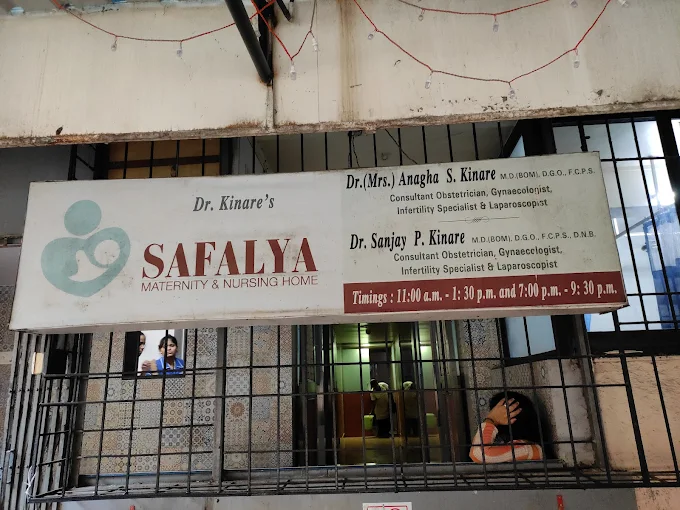 Dr. Kinare's
SAFALYA
MATERNITY & NURSING HOME
Dr.(Mrs.) Anagha S. Kinare M.D.(BOM), D.G.O., F.C.P.S.
Consultant Obstetrician, Gynaecologist,
Infertility Specialist & Laparoscopist
Dr. Sanjay P. Kinare M.D.(BOM), D.G.O., F.C.P.S., D.N.B.
Consultant Obstetrician, Gynaecologist,
Infertility Specialist & Laparoscopist
Timings : 11:00 a.m. - 1: 30 p.m. and 7:00 p.m. - 9: 30 p.m.